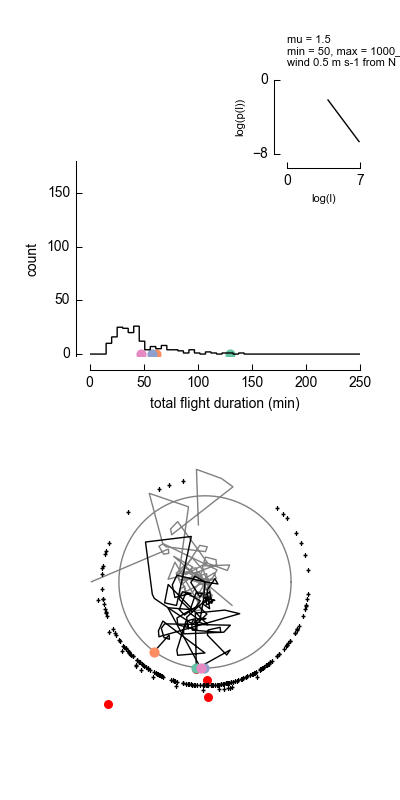 mu = 1.5
min = 50, max = 1000_
wind 0.5 m s-1 from N
0
−8
log(p(l))
0
7
log(l)
150
100
50
0
count
0
50
100
150
200
250
total flight duration (min)